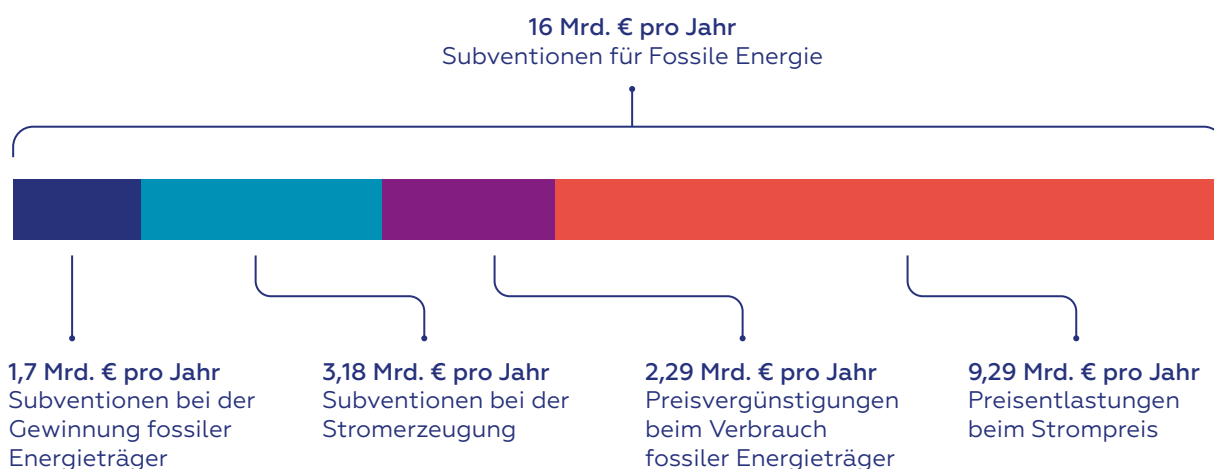 16 Mrd. € pro Jahr
Subventionen für Fossile Energie
1,7 Mrd. € pro Jahr
Subventionen bei der
Gewinnung fossiler
Energieträger
3,18 Mrd. € pro Jahr
Subventionen bei der
Stromerzeugung
2,29 Mrd. € pro Jahr
Preisvergünstigungen
beim Verbrauch
fossiler Energieträger
9,29 Mrd. € pro Jahr
Preisentlastungen
beim Strompreis